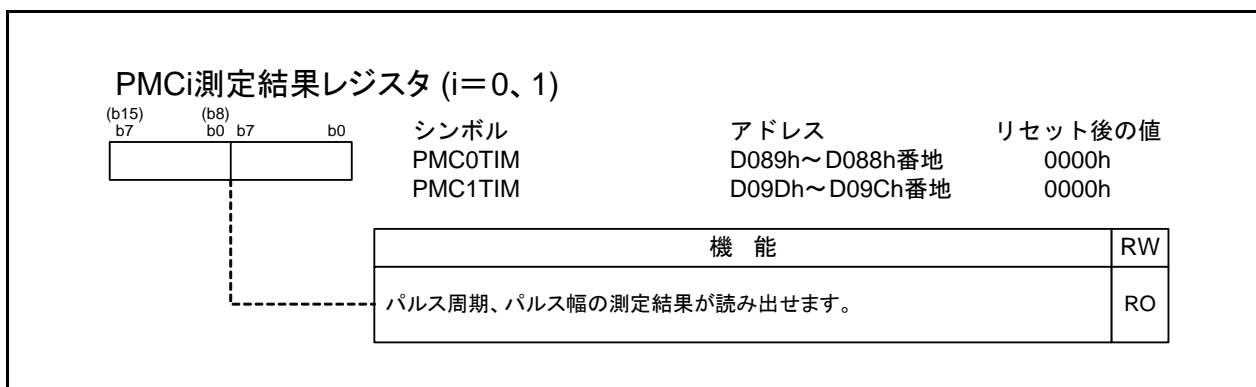 PMCi測定結果レジスタ (i＝0、1)
(b15) (b8)
b7 b0 b7 b0
シンボル アドレス リセット後の値
PMC0TIM D089h～D088h番地 0000h
PMC1TIM D09Dh～D09Ch番地 0000h
機 能 RW
パルス周期、パルス幅の測定結果が読み出せます。 RO